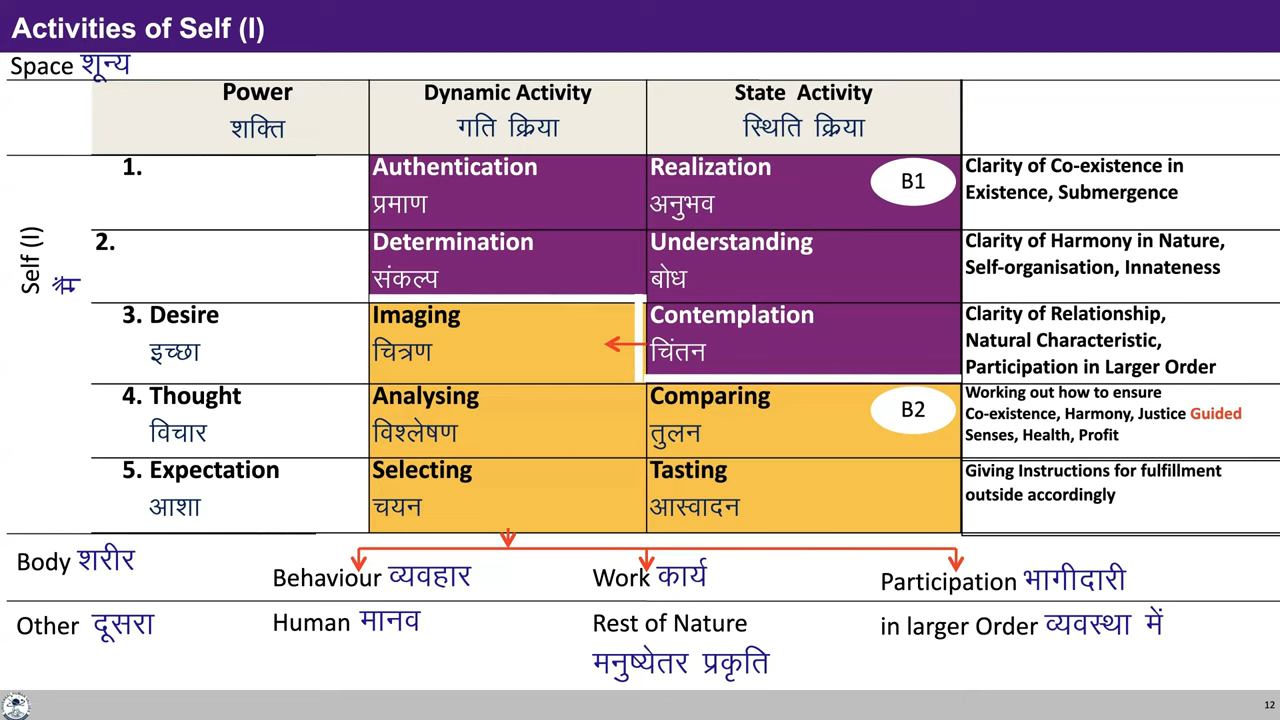 Activities of Self (I)
Space शून्य
Power Dynamic Activity State Activity
शक्ति गति क्रिया स्थिति क्रिया
1. Authentication Realization B1 Clarity of Co-existence in
प्रमाण अनुभव Existence, Submergence
Self (I) में
2. Determination Understanding Clarity of Harmony in Nature,
संकल्प बोध Self-organisation, Innateness
3. Desire Imaging Contemplation Clarity of Relationship,
इच्छा चित्रण चिंतन Natural Characteristic,
Participation in Larger Order
4. Thought Analysing Comparing B2 Working out how to ensure
विचार विश्लेषण तुलन Co-existence, Harmony, Justice Guided
Senses, Health, Profit
5. Expectation Selecting Tasting Giving Instructions for fulfillment
आशा चयन आस्वादन outside accordingly
Body शरीर
Behaviour व्यवहार Work कार्य Participation भागीदारी
Other दूसरा Human मानव Rest of Nature in larger Order व्यवस्था में
मनुष्येतर प्रकृति
12